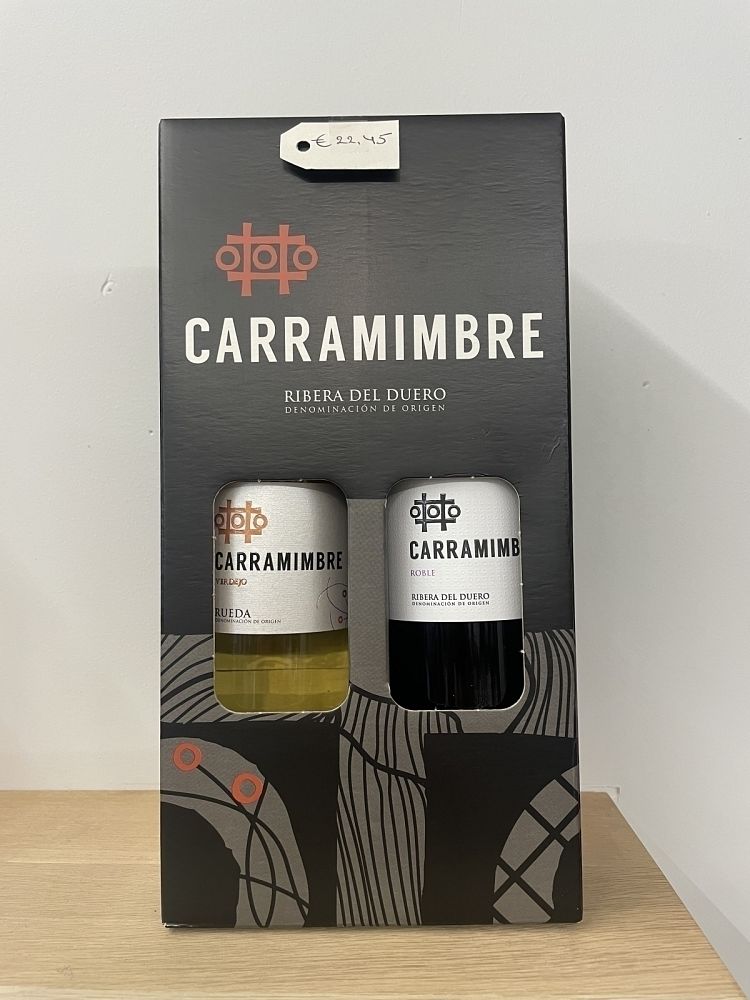 € 22,45
CARRAMIMBRE
RIBERA DEL DUERO
DENOMINACIÓN DE ORIGEN
CARRAMIMBRE
VERDEJO
RUEDA
DENOMINACIÓN DE ORIGEN
CARRAMIMB
ROBLE
RIBERA DEL DUERO
DENOMINACIÓN DE ORIGEN